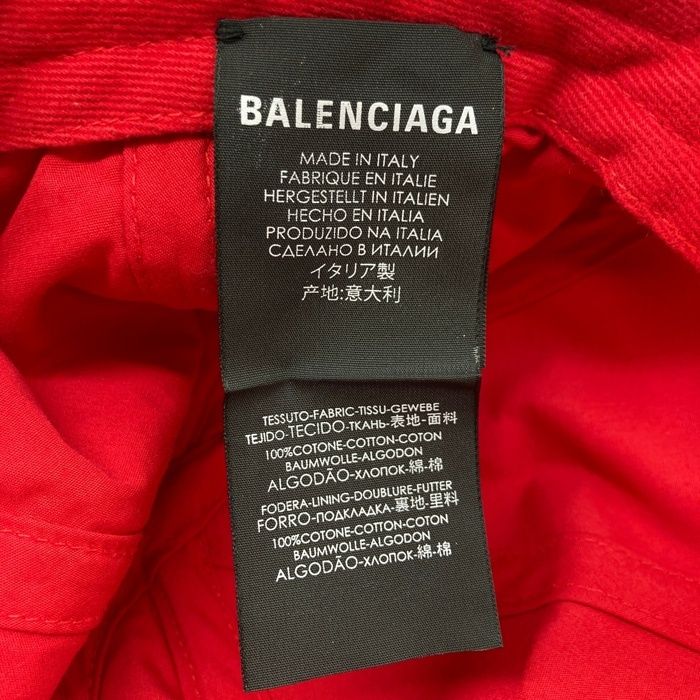 BALENCIAGA
MADE IN ITALY
FABRIQUE EN ITALIE
HERGESTELLT IN ITALIEN
HECHO EN ITALIA
PRODUZIDO NA ITALIA
СДЕЛАНО В ИТАЛИИ
イタリア製
产地:意大利
TESSUTO-FABRIC-TISSU-GEWEBE
TEJIDO-TECIDO-ТКАНЬ-表地-面料
100%COTONE-COTTON-COTON
BAUMWOLLE-ALGODON
ALGODÃO-ХЛОПОК-綿-棉
FODERA-LINING-DOUBLURE-FUTTER
FORRO-ПОДКЛАДКА-裏地-里料
100%COTONE-COTTON-COTON
BAUMWOLLE-ALGODON
ALGODÃO-ХЛОПОК-綿-棉